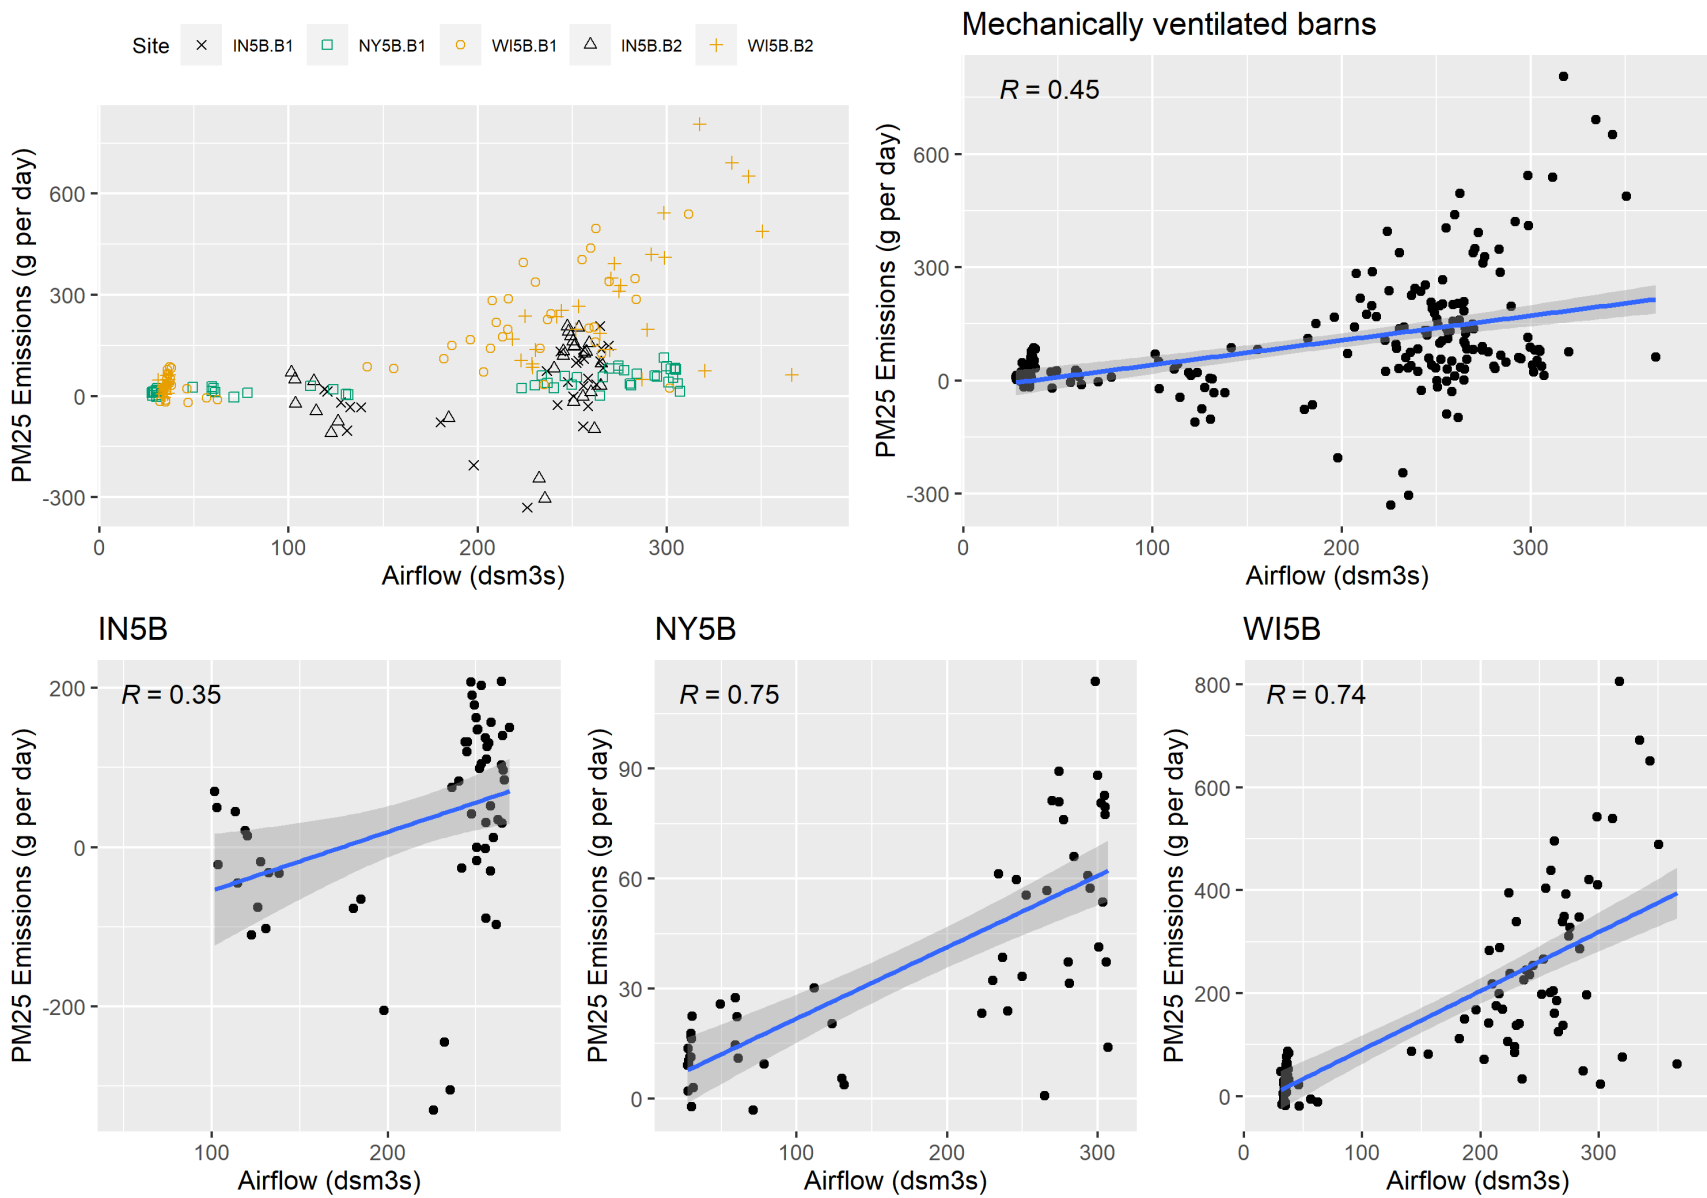 Site IN5B.B1 NY5B.B1 WI5B.B1 IN5B.B2 WI5B.B2
PM25 Emissions (g per day)
600
300
0
-300
0 100 200 300
Airflow (dsm3s)
Mechanically ventilated barns
R = 0.45
PM25 Emissions (g per day)
600
300
0
-300
0 100 200 300
Airflow (dsm3s)
IN5B
R = 0.35
PM25 Emissions (g per day)
200
0
-200
100 200
Airflow (dsm3s)
NY5B
R = 0.75
PM25 Emissions (g per day)
90
60
30
0
100 200 300
Airflow (dsm3s)
WI5B
R = 0.74
PM25 Emissions (g per day)
800
600
400
200
0
0 100 200 300
Airflow (dsm3s)